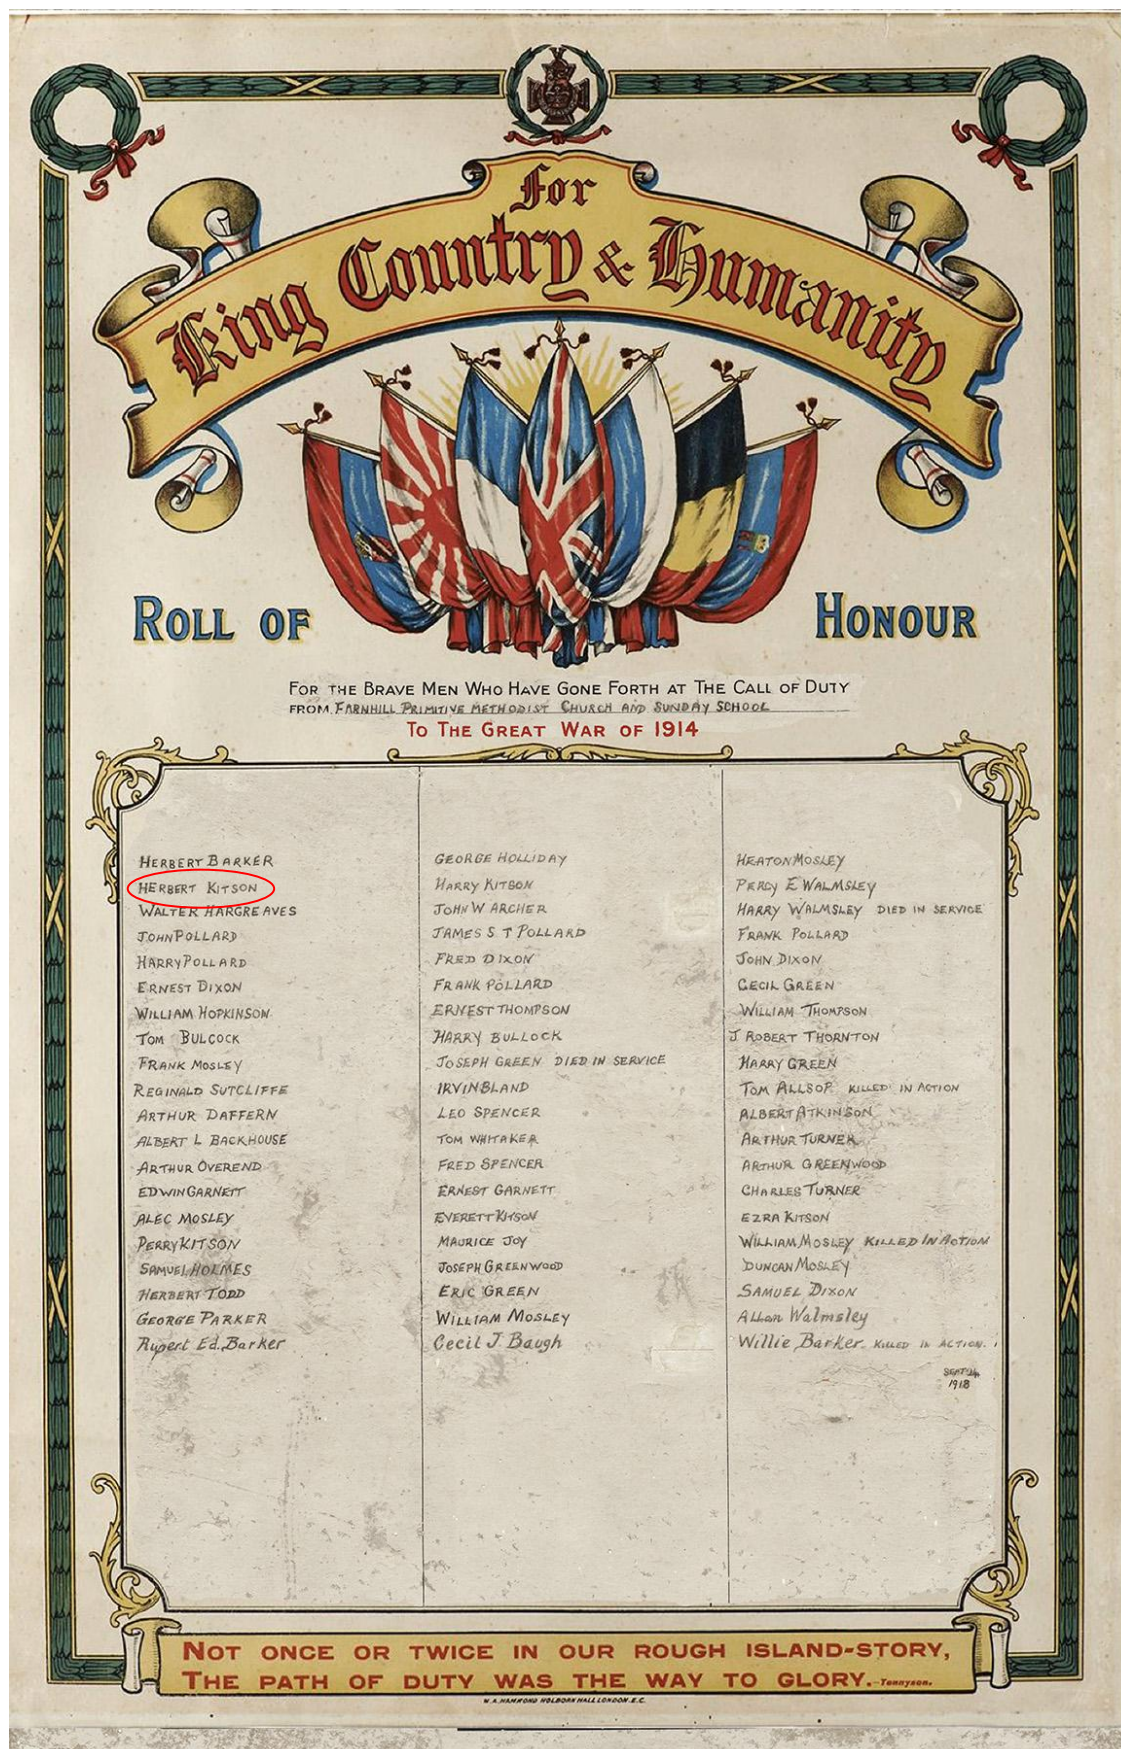 For
King Country & Humanity
ROLL OF HONOUR
FOR THE BRAVE MEN WHO HAVE GONE FORTH AT THE CALL OF DUTY
FROM FARNHILL PRIMITIVE METHODIST CHURCH AND SUNDAY SCHOOL
TO THE GREAT WAR OF 1914
HERBERT BARKER
HERBERT KITSON
WALTER HARGREAVES
JOHN POLLARD
HARRY POLLARD
ERNEST DIXON
WILLIAM HOPKINSON
TOM BULCOCK
FRANK MOSLEY
REGINALD SUTCLIFFE
ARTHUR DAFFERN
ALBERT L BACKHOUSE
ARTHUR OVEREND
EDWIN GARNETT
ALEC MOSLEY
PERRY KITSON
SAMUEL HOLMES
HERBERT TODD
GEORGE PARKER
Rupert Ed. Barker
GEORGE HOLLIDAY
HARRY KITSON
JOHN W ARCHER
JAMES S T POLLARD
FRED DIXON
FRANK POLLARD
ERNEST THOMPSON
HARRY BULLOCK
JOSEPH GREEN DIED IN SERVICE
IRVIN BLAND
LEO SPENCER
TOM WHITAKER
FRED SPENCER
ERNEST GARNETT
EVERETT KITSON
MAURICE JOY
JOSEPH GREENWOOD
ERIC GREEN
WILLIAM MOSLEY
Cecil J Baugh
HEATON MOSLEY
PERCY E WALMSLEY
HARRY WALMSLEY DIED IN SERVICE
FRANK POLLARD
JOHN DIXON
CECIL GREEN
WILLIAM THOMPSON
J ROBERT THORNTON
HARRY GREEN
TOM ALLSOP KILLED IN ACTION
ALBERT ATKINSON
ARTHUR TURNER
ARTHUR GREENWOOD
CHARLES TURNER
EZRA KITSON
WILLIAM MOSLEY KILLED IN ACTION
DUNCAN MOSLEY
SAMUEL DIXON
Allan Walmsley
Willie Barker KILLED IN ACTION.
SEPT 24
1918
NOT ONCE OR TWICE IN OUR ROUGH ISLAND-STORY,
THE PATH OF DUTY WAS THE WAY TO GLORY.-Tennyson.
W.A.HAMMOND HOLBORN HALL LONDON.E.C.